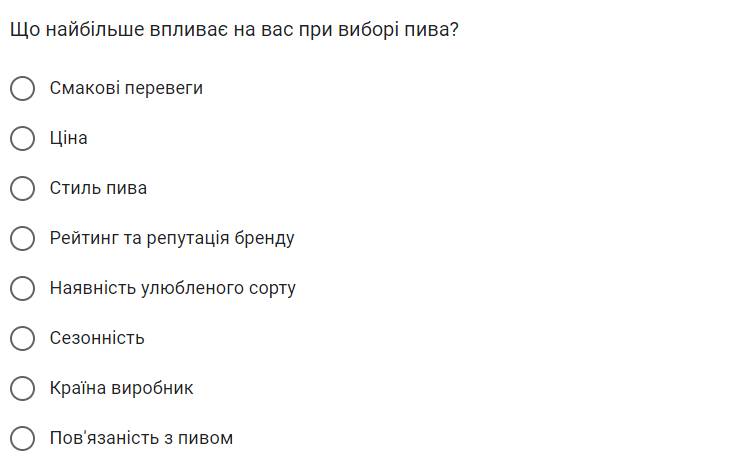 Що найбільше впливає на вас при виборі пива?
Смакові перевеги
Ціна
Стиль пива
Рейтинг та репутація бренду
Наявність улюбленого сорту
Сезонність
Країна виробник
Пов'язаність з пивом